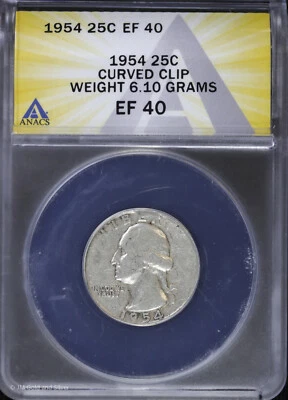 1954 25C EF 40
1954 25C
CURVED CLIP
WEIGHT 6.10 GRAMS
EF 40
ANACS
LIBERTY
IN GOD WE
TRUST
1954